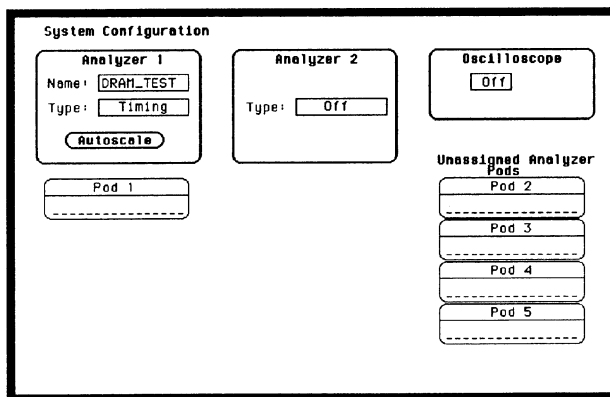 System Configuration
Analyzer 1
Name: DRAM_TEST
Type: Timing
Autoscale
Analyzer 2
Type: Off
Oscilloscope
Off
Pod 1
Unassigned Analyzer
Pods
Pod 2
Pod 3
Pod 4
Pod 5